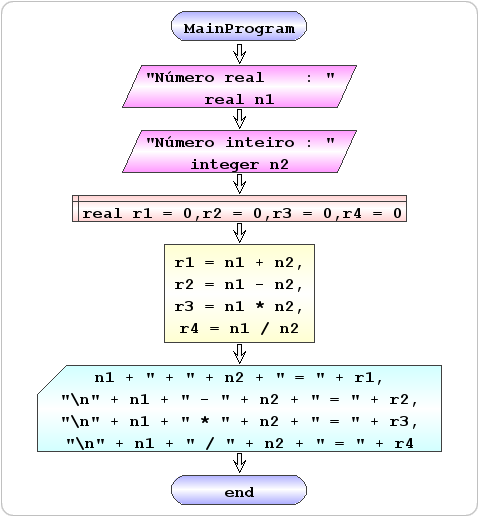 MainProgram
"Número real    : "
real n1
"Número inteiro : "
integer n2
real r1 = 0,r2 = 0,r3 = 0,r4 = 0
r1 = n1 + n2,
r2 = n1 - n2,
r3 = n1 * n2,
r4 = n1 / n2
n1 + " + " + n2 + " = " + r1,
"\n" + n1 + " - " + n2 + " = " + r2,
"\n" + n1 + " * " + n2 + " = " + r3,
"\n" + n1 + " / " + n2 + " = " + r4
end